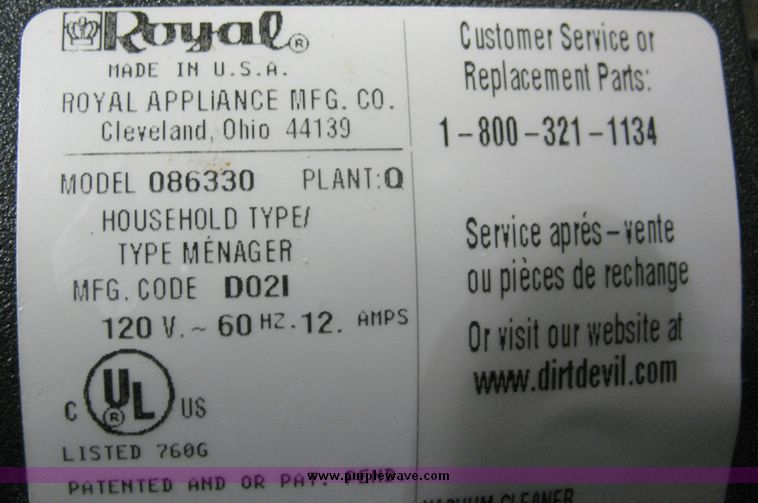 Royal®
MADE IN U.S.A.
ROYAL APPLIANCE MFG. CO.
Cleveland, Ohio 44139
MODEL 086330 PLANT:Q
HOUSEHOLD TYPE/
TYPE MÉNAGER
MFG. CODE D02I
120 V.~ 60 HZ. 12. AMPS
C UL® US
LISTED 760G
PATENTED AND OR PAT. PEND
Customer Service or
Replacement Parts:
1-800-321-1134
Service aprés-vente
ou pièces de rechange
Or visit our website at
www.dirtdevil.com
VACUUM CLEANER
www.purplewave.com